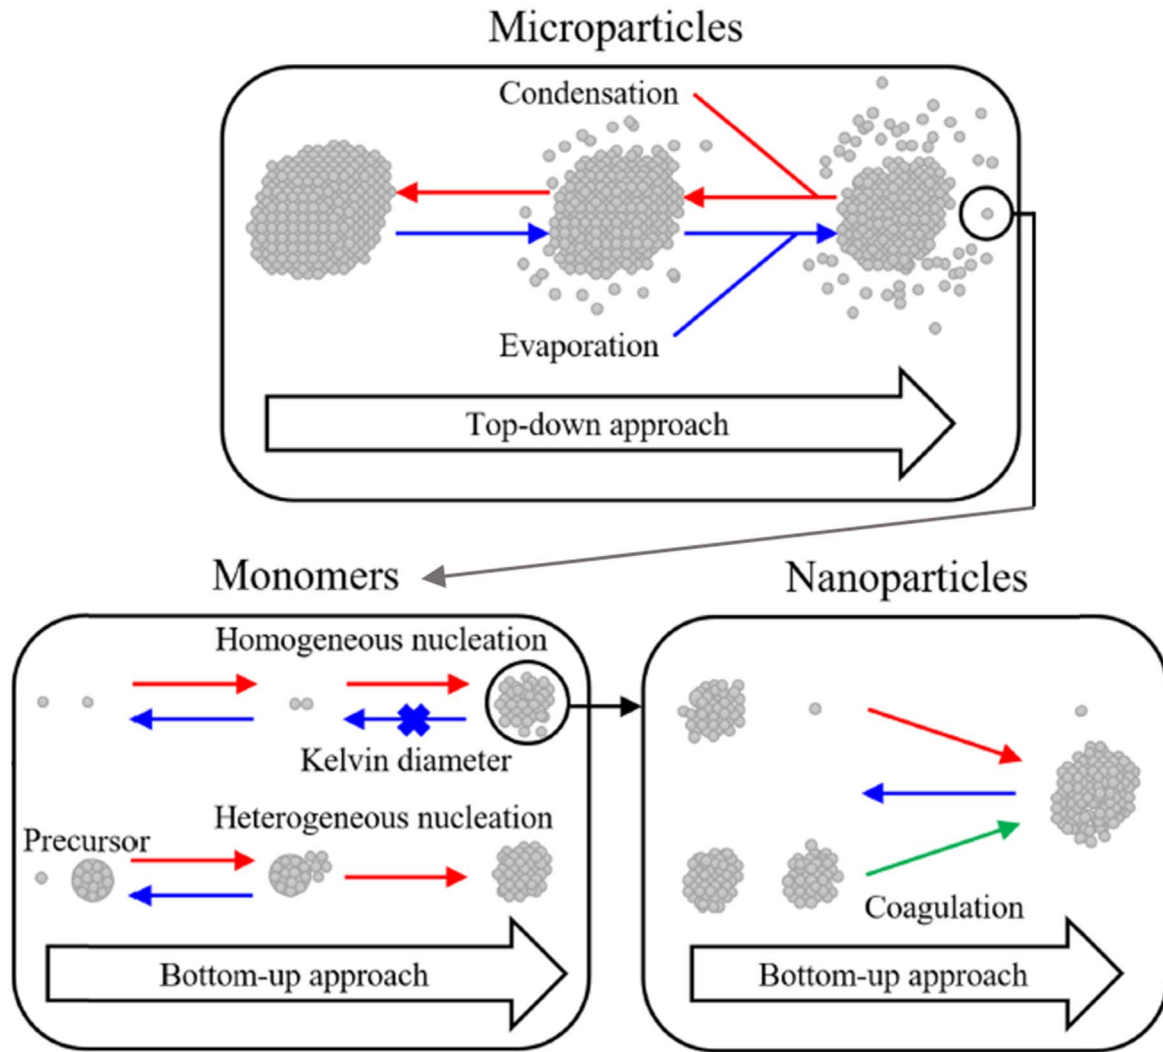 Microparticles
Condensation
Evaporation
Top-down approach
Monomers
Nanoparticles
Homogeneous nucleation
Kelvin diameter
Precursor
Heterogeneous nucleation
Coagulation
Bottom-up approach
Bottom-up approach